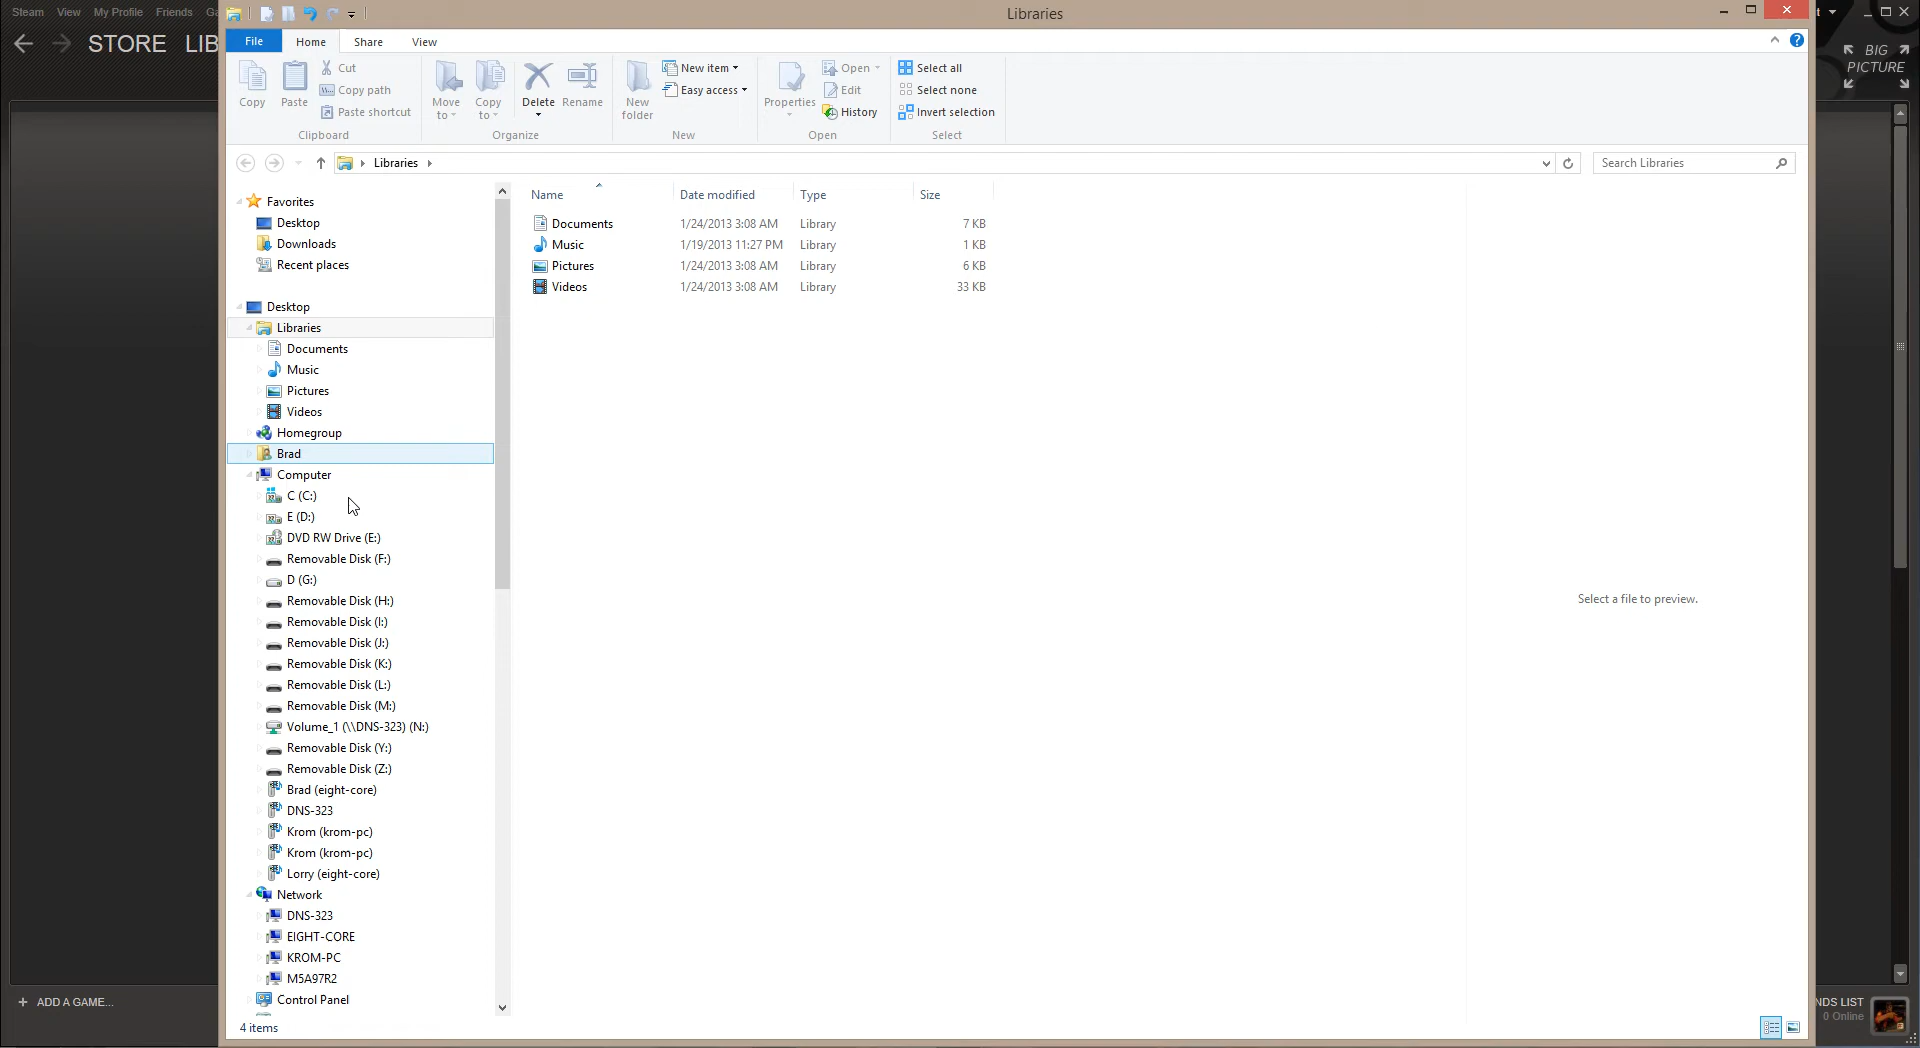 Steam View My Profile Friends Ga
Libraries
STORE LIB
BIG
PICTURE
File Home Share View
Copy
Paste
Cut
Copy path
Paste shortcut
Clipboard
Move
to
Copy
to
Delete
Rename
Organize
New
folder
New item
Easy access
New
Properties
Open
Edit
History
Open
Select all
Select none
Invert selection
Select
Libraries
Search Libraries
Favorites
Desktop
Downloads
Recent places
Desktop
Libraries
Documents
Music
Pictures
Videos
Homegroup
Brad
Computer
C (C:)
E (D:)
DVD RW Drive (E:)
Removable Disk (F:)
D (G:)
Removable Disk (H:)
Removable Disk (I:)
Removable Disk (J:)
Removable Disk (K:)
Removable Disk (L:)
Removable Disk (M:)
Volume_1 (\\DNS-323) (N:)
Removable Disk (Y:)
Removable Disk (Z:)
Brad (eight-core)
DNS-323
Krom (krom-pc)
Krom (krom-pc)
Lorry (eight-core)
Network
DNS-323
EIGHT-CORE
KROM-PC
M5A97R2
Control Panel
Name Date modified Type Size
Documents 1/24/2013 3:08 AM Library 7 KB
Music 1/19/2013 11:27 PM Library 1 KB
Pictures 1/24/2013 3:08 AM Library 6 KB
Videos 1/24/2013 3:08 AM Library 33 KB
Select a file to preview.
4 items
+ ADD A GAME...
NDS LIST
0 Online